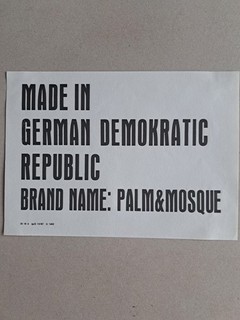 MADE IN
GERMAN DEMOKRATIC
REPUBLIC
BRAND NAME: PALM&MOSQUE